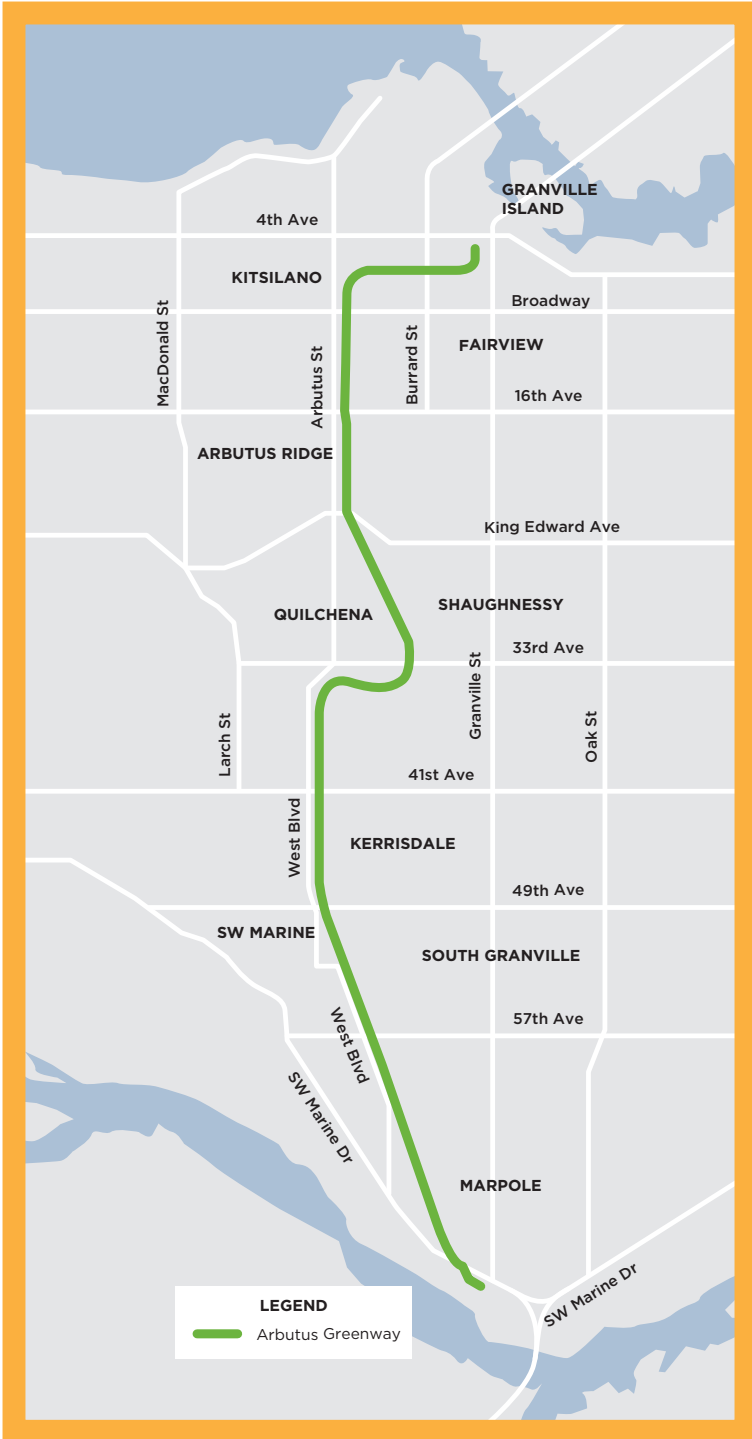 GRANVILLE
ISLAND
4th Ave
KITSILANO
Broadway
MacDonald St
Arbutus St
Burrard St
FAIRVIEW
16th Ave
ARBUTUS RIDGE
King Edward Ave
SHAUGHNESSY
QUILCHENA
33rd Ave
Granville St
Larch St
Oak St
41st Ave
West Blvd
KERRISDALE
49th Ave
SW MARINE
SOUTH GRANVILLE
57th Ave
West Blvd
SW Marine Dr
MARPOLE
SW Marine Dr
LEGEND
Arbutus Greenway